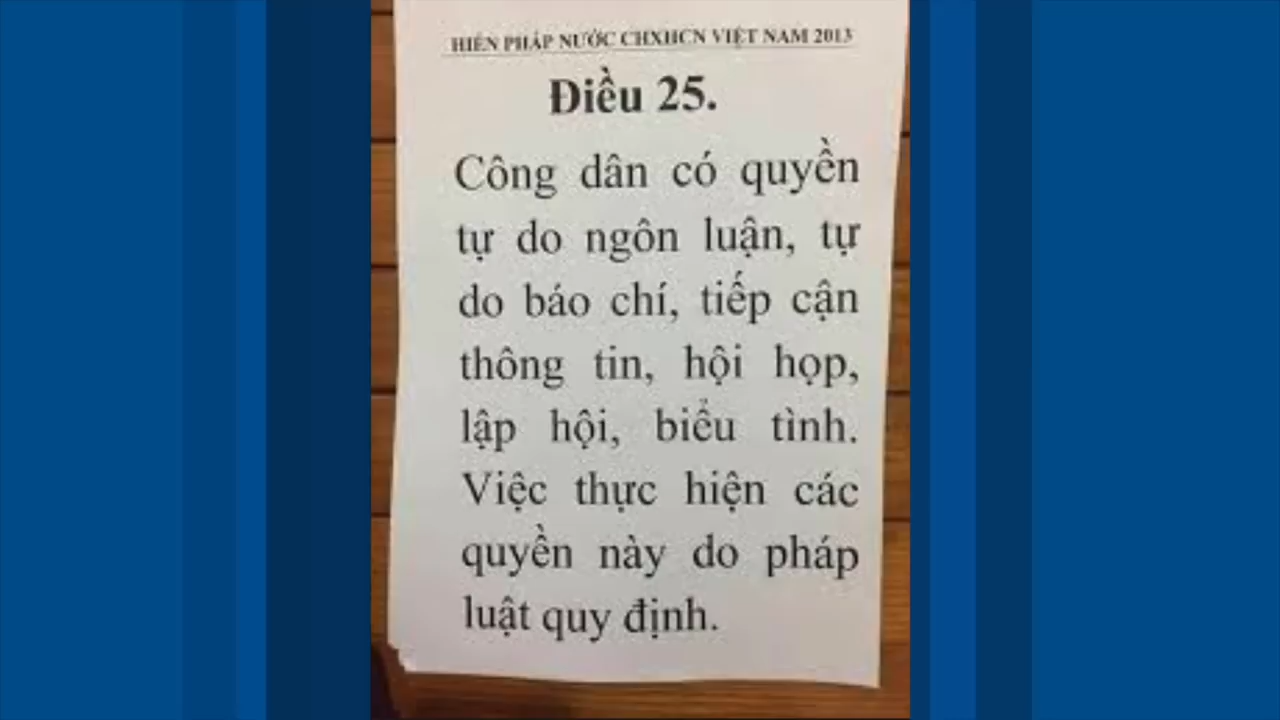 HIẾN PHÁP NƯỚC CHXHCN VIỆT NAM 2013
Điều 25.
Công dân có quyền
tự do ngôn luận, tự
do báo chí, tiếp cận
thông tin, hội họp,
lập hội, biểu tình.
Việc thực hiện các
quyền này do pháp
luật quy định.